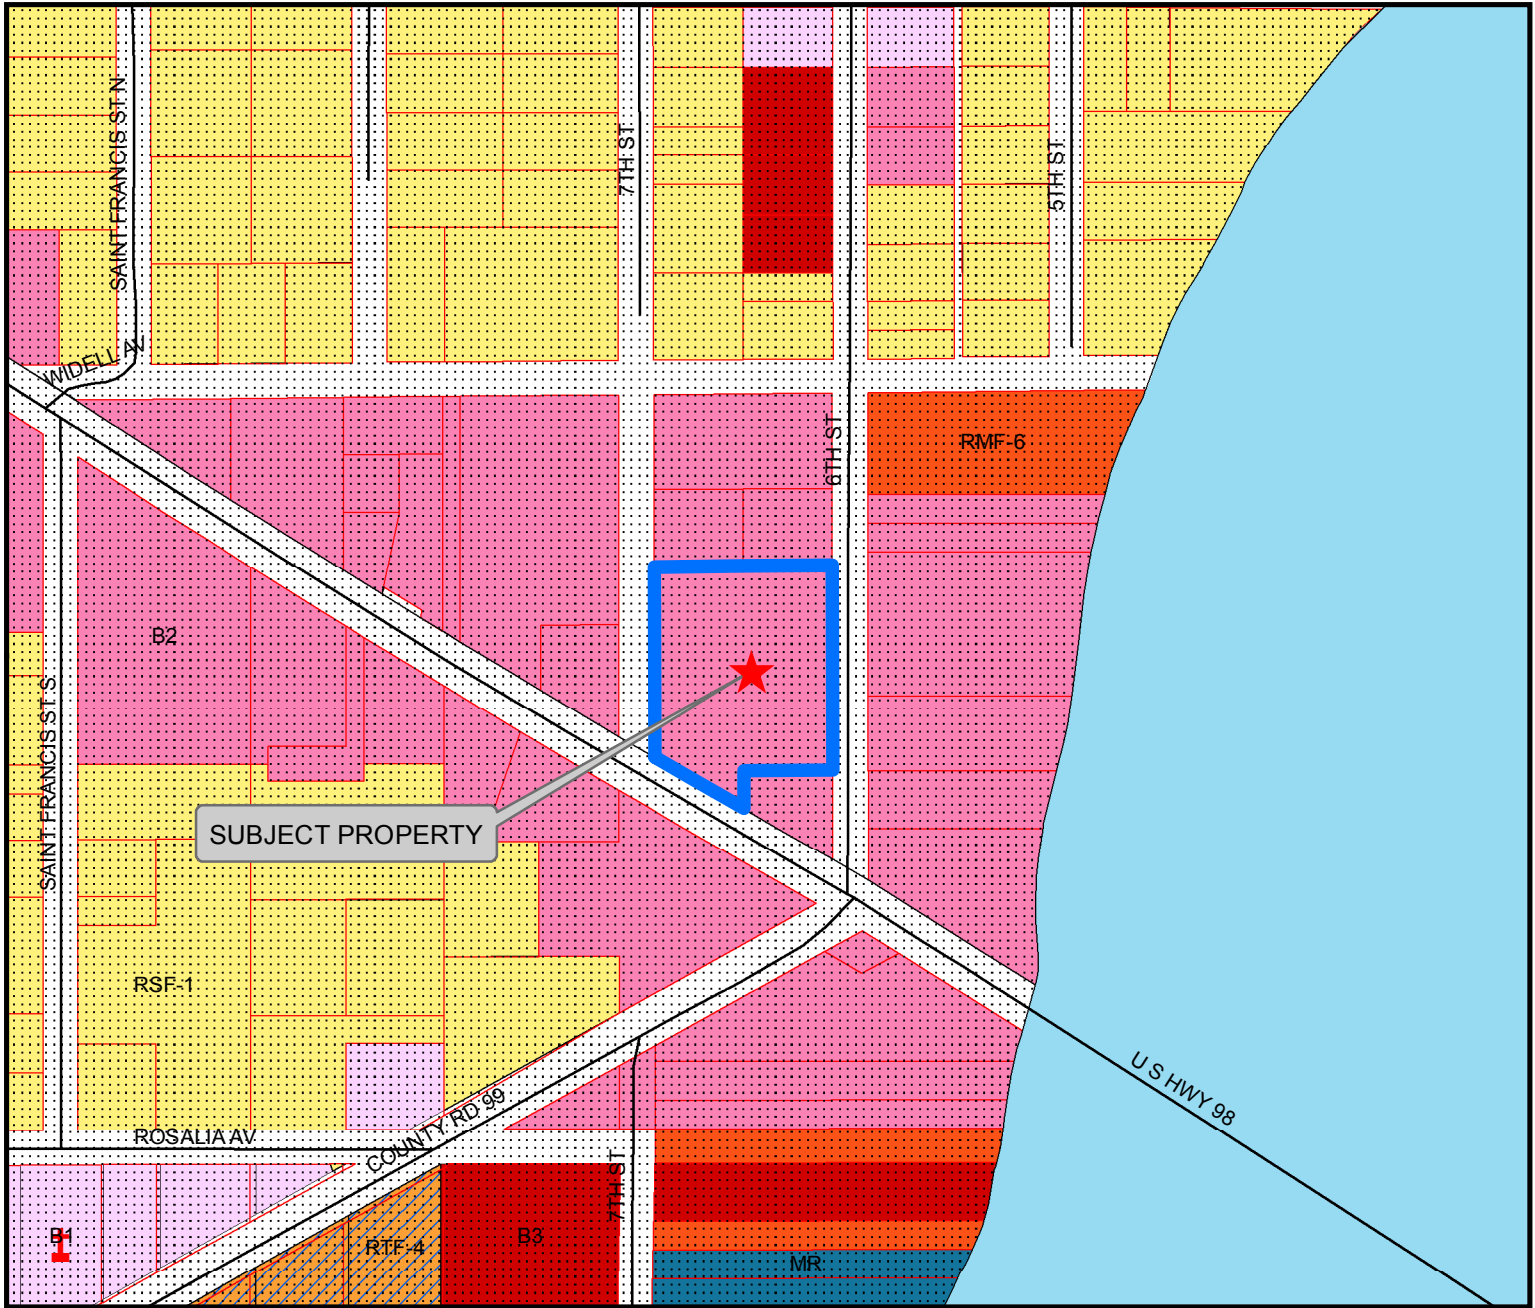 SAINT FRANCIS ST N
7TH ST
5TH ST
WIDELL AV
6TH ST
RMF-6
B2
SAINT FRANCIS ST S
SUBJECT PROPERTY
RSF-1
U S HWY 98
COUNTY RD 99
ROSALIA AV
7TH ST
B1
RTF-4
B3
MR